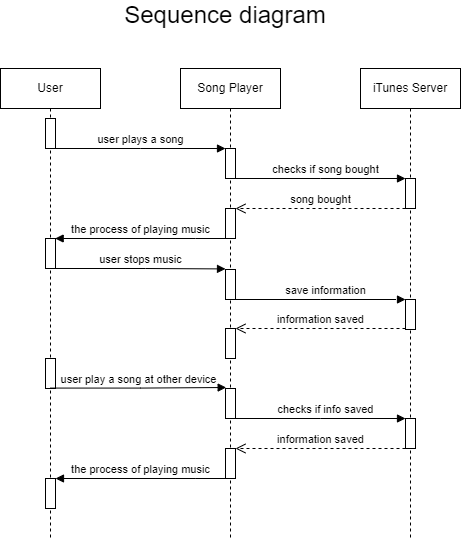 Sequence diagram
User
Song Player
iTunes Server
user plays a song
checks if song bought
song bought
the process of playing music
user stops music
save information
information saved
user play a song at other device
checks if info saved
information saved
the process of playing music